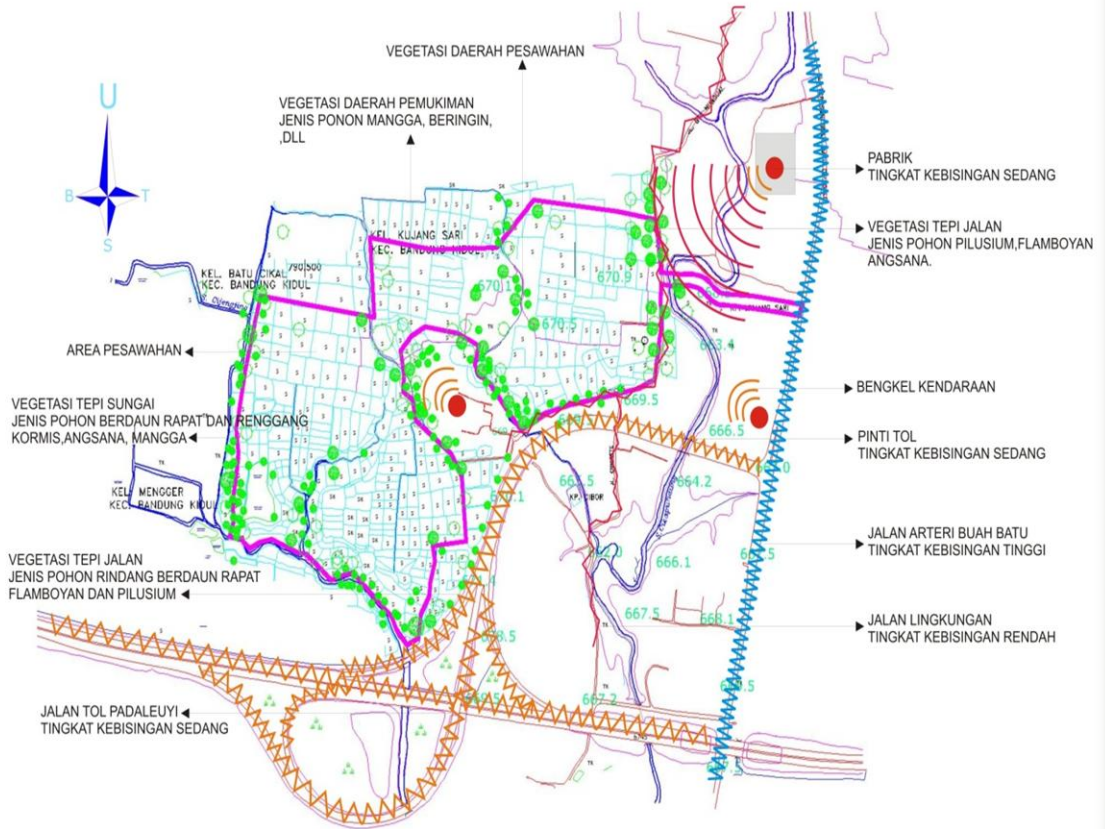 VEGETASI DAERAH PESAWAHAN
VEGETASI DAERAH PEMUKIMAN
JENIS PONON MANGGA, BERINGIN,
,DLL
U
B
T
S
PABRIK
TINGKAT KEBISINGAN SEDANG
VEGETASI TEPI JALAN
JENIS POHON PILUSIUM,FLAMBOYAN
ANGSANA.
KEL. KUJANG SARI
KEC. BANDUNG KIDUL
790.500
KEL. BATU CIKAL
KEC. BANDUNG KIDUL
670.1
670.9
670.5
663.4
AREA PESAWAHAN
669.5
BENGKEL KENDARAAN
VEGETASI TEPI SUNGAI
JENIS POHON BERDAUN RAPAT DAN RENGGANG
KORMIS,ANGSANA, MANGGA
666.5
PINTI TOL
TINGKAT KEBISINGAN SEDANG
664.2
KEL. MENGGER
KEC. BANDUNG KIDUL
KP. CIBOR
JALAN ARTERI BUAH BATU
TINGKAT KEBISINGAN TINGGI
666.1
VEGETASI TEPI JALAN
JENIS POHON RINDANG BERDAUN RAPAT
FLAMBOYAN DAN PILUSIUM
667.5
668.1
JALAN LINGKUNGAN
TINGKAT KEBISINGAN RENDAH
667.2
JALAN TOL PADALEUYI
TINGKAT KEBISINGAN SEDANG